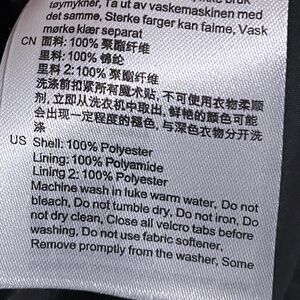 tøymykner, Ta ut av vaskemaskinen med
det samme, Sterke farger kan falme, Vask
mørke klær separat
CN 面料: 100% 聚酯纤维
里料: 100% 锦纶
里料 2: 100% 聚酯纤维
洗涤前扣紧所有魔术贴, 不可使用衣物柔顺
剂, 立即从洗衣机中取出, 鲜艳的颜色可能
会出现一定程度的褪色, 与深色衣物分开洗
涤
US Shell: 100% Polyester
Lining: 100% Polyamide
Lining 2: 100% Polyester
Machine wash in luke warm water, Do not
bleach, Do not tumble dry, Do not iron, Do
not dry clean, Close all velcro tabs before
washing, Do not use fabric softener,
Remove promptly from the washer, Some